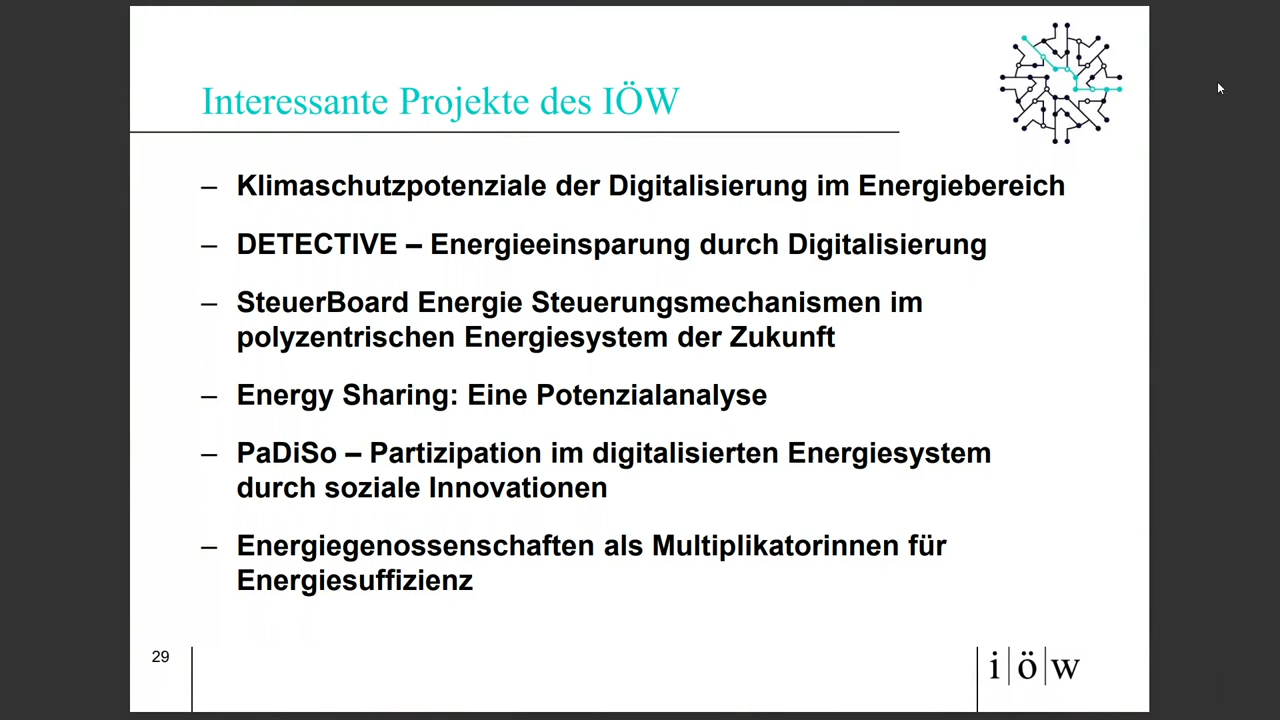 Interessante Projekte des IÖW
– Klimaschutzpotenziale der Digitalisierung im Energiebereich
– DETECTIVE – Energieeinsparung durch Digitalisierung
– SteuerBoard Energie Steuerungsmechanismen im
polyzentrischen Energiesystem der Zukunft
– Energy Sharing: Eine Potenzialanalyse
– PaDiSo – Partizipation im digitalisierten Energiesystem
durch soziale Innovationen
– Energiegenossenschaften als Multiplikatorinnen für
Energiesuffizienz
29
i|ö|w